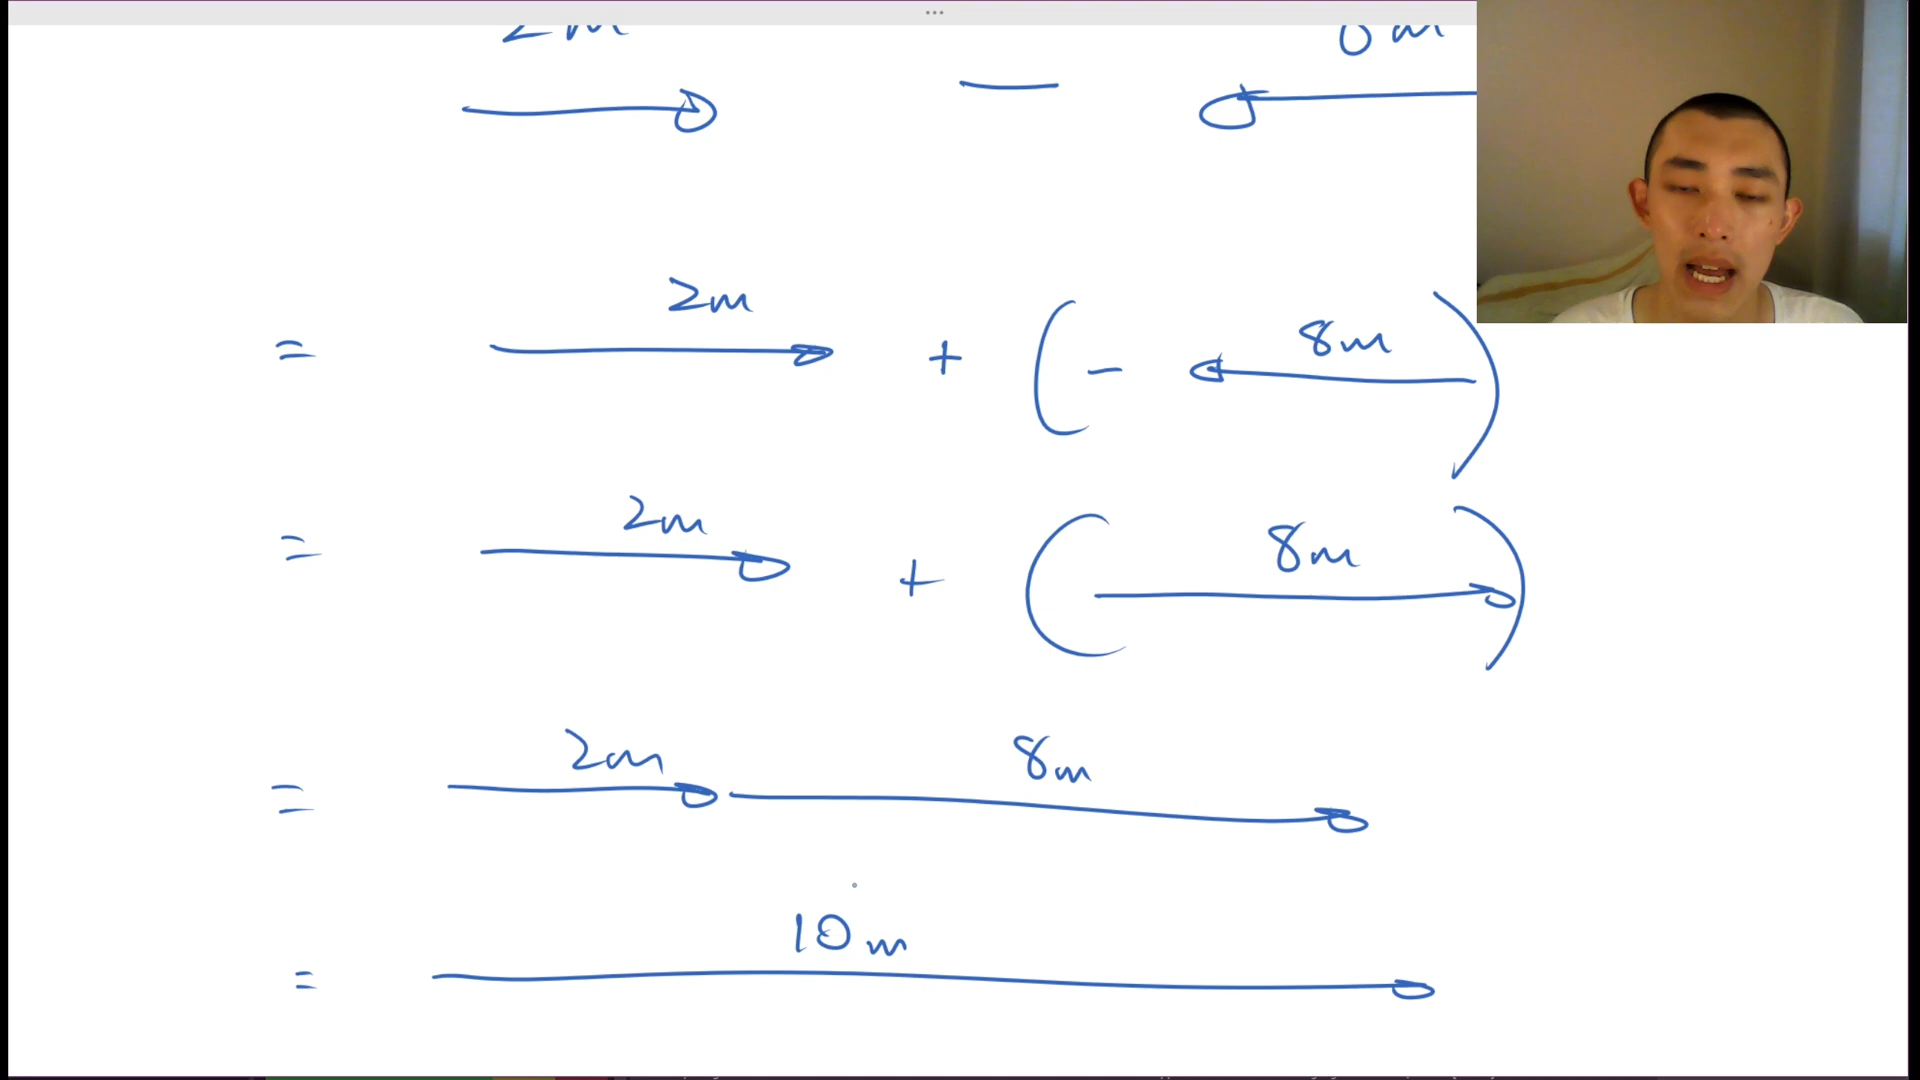 2m 8m
—
= 2m + ( - 8m )
= 2m + ( 8m )
= 2m 8m
= 10m